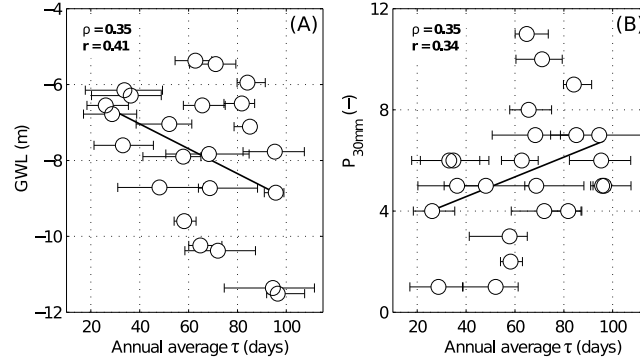 ρ = 0.35
r = 0.41
(A)
−4
−6
−8
−10
−12
GWL (m)
20 40 60 80 100
Annual average τ (days)
ρ = 0.35
r = 0.34
(B)
12
8
4
0
P30mm (−)
20 40 60 80 100
Annual average τ (days)